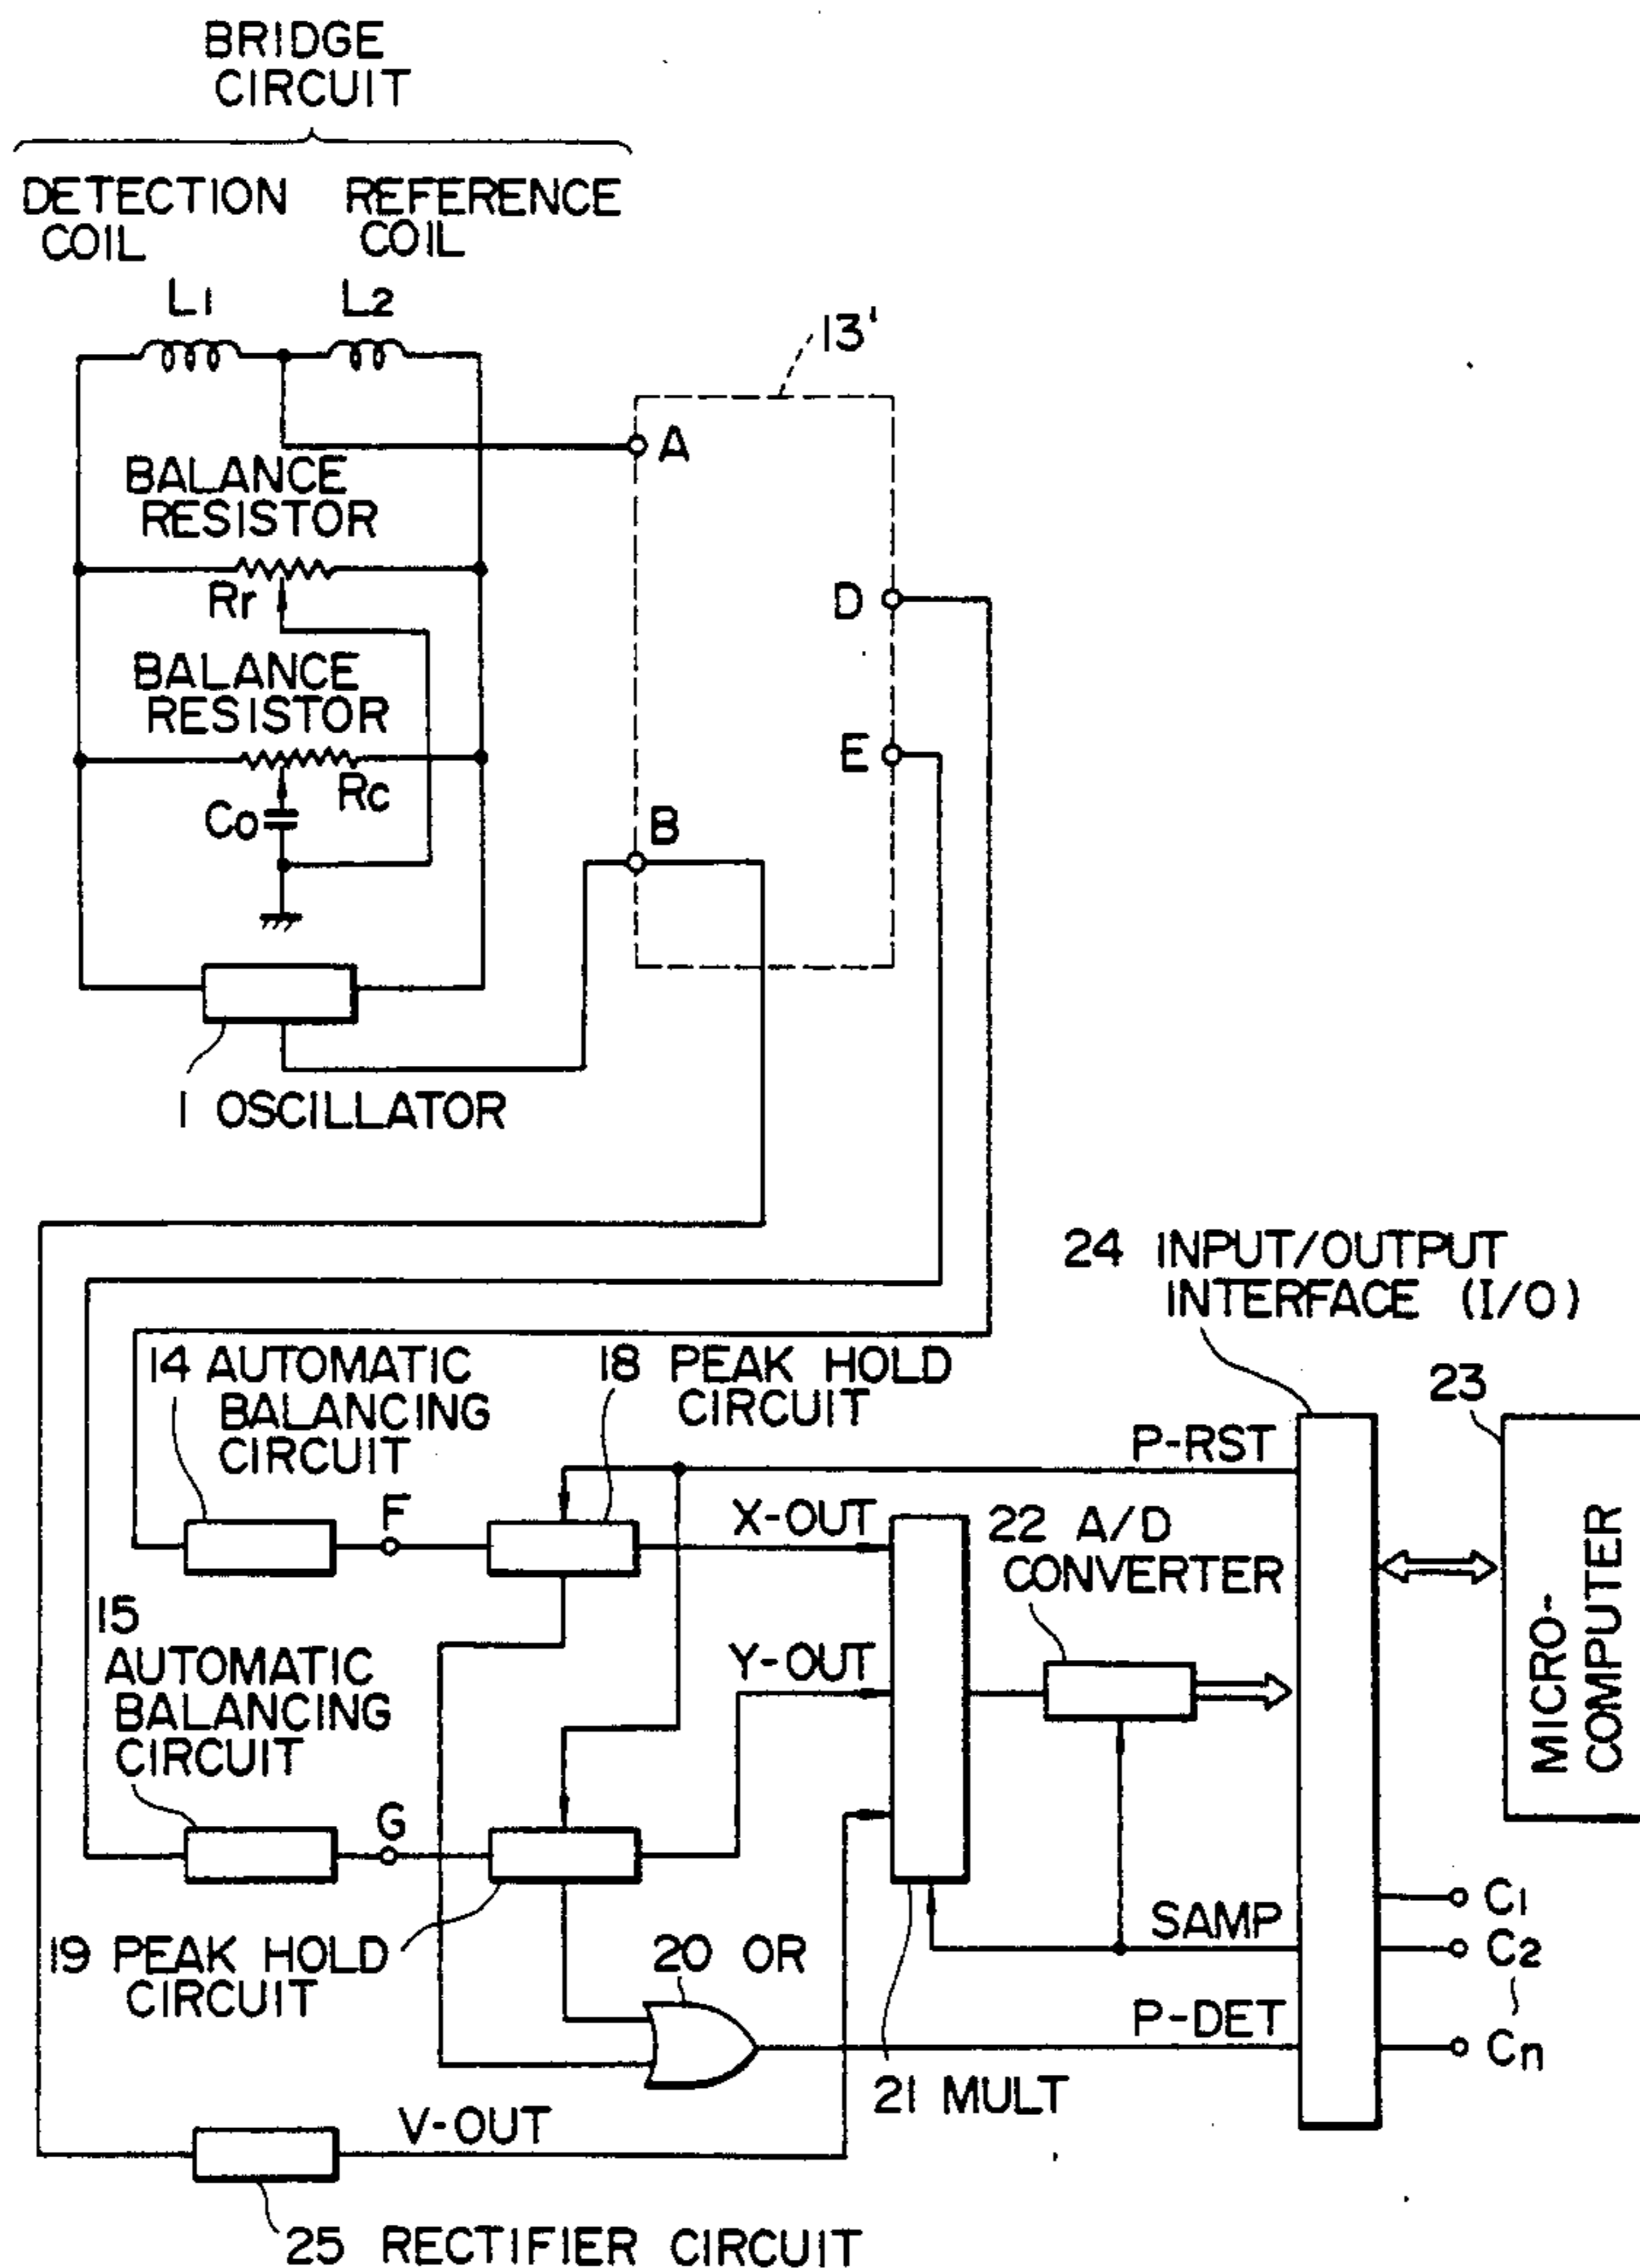 BRIDGE
CIRCUIT
DETECTION
COIL
REFERENCE
COIL
L1
L2
13'
A
BALANCE
RESISTOR
Rr
D
BALANCE
RESISTOR
Rc
E
Co
B
1 OSCILLATOR
24 INPUT/OUTPUT
INTERFACE (I/O)
14 AUTOMATIC
BALANCING
CIRCUIT
18 PEAK HOLD
CIRCUIT
23
P-RST
F
X-OUT
22 A/D
CONVERTER
MICRO-
COMPUTER
15
AUTOMATIC
BALANCING
CIRCUIT
Y-OUT
G
C1
SAMP
C2
19 PEAK HOLD
CIRCUIT
20 OR
P-DET
Cn
21 MULT
V-OUT
25 RECTIFIER CIRCUIT